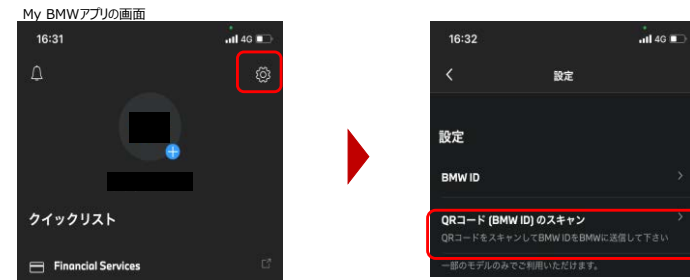 My BMWアプリの画面
16:31
4G
クイックリスト
Financial Services
16:32
4G
設定
設定
BMW ID
QRコード (BMW ID) のスキャン
QRコードをスキャンしてBMW IDをBMWに送信して下さい
一部のモデルのみでご利用いただけます。